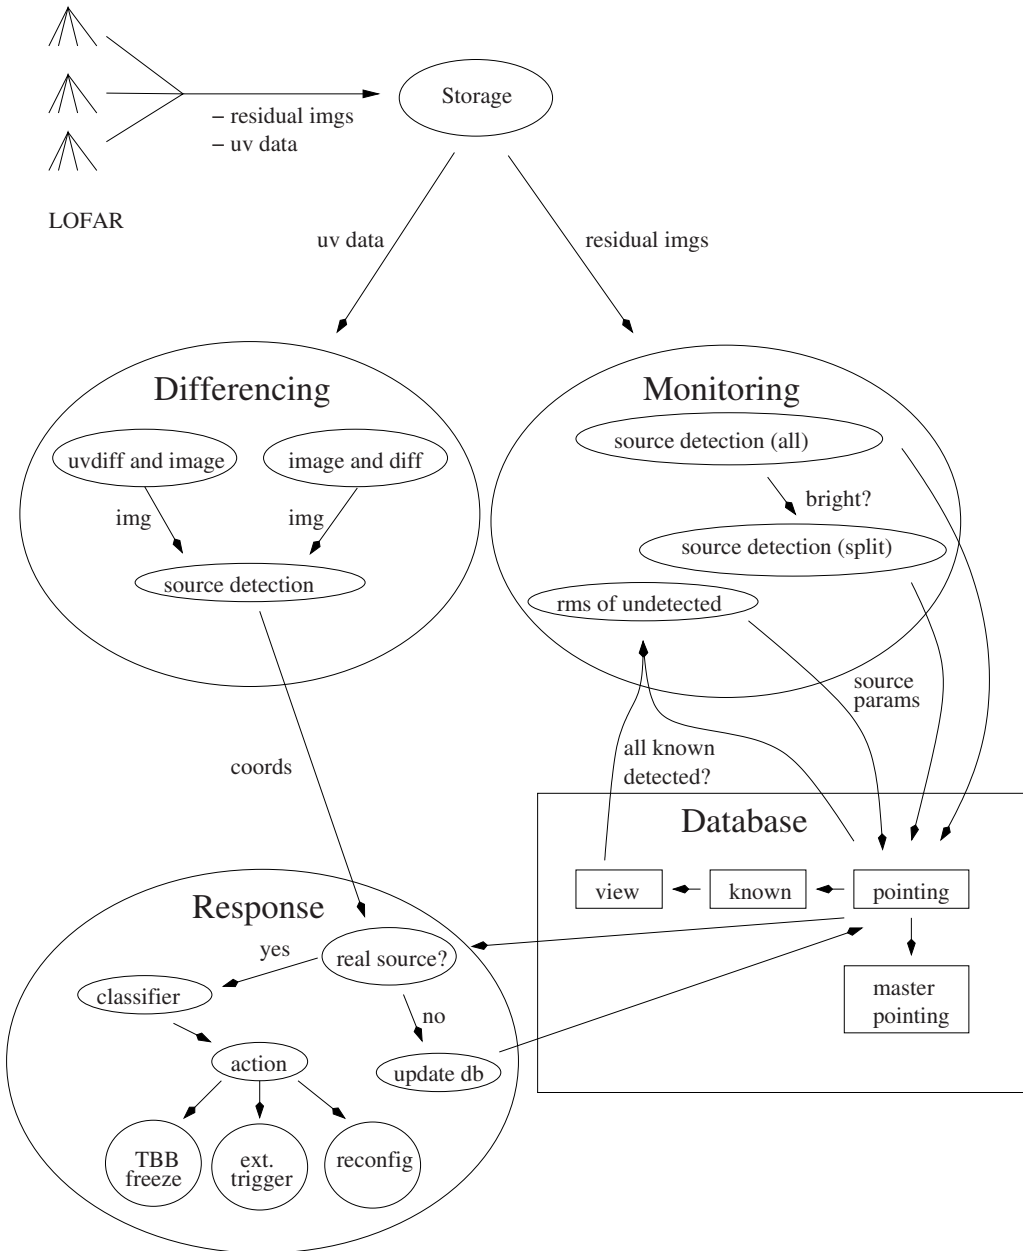 Storage
– residual imgs
– uv data
LOFAR
uv data
residual imgs
Differencing
uvdiff and image
image and diff
img
img
source detection
Monitoring
source detection (all)
bright?
source detection (split)
rms of undetected
source
params
all known
detected?
coords
Database
view
known
pointing
master
pointing
Response
yes
real source?
classifier
no
action
update db
TBB
freeze
ext.
trigger
reconfig